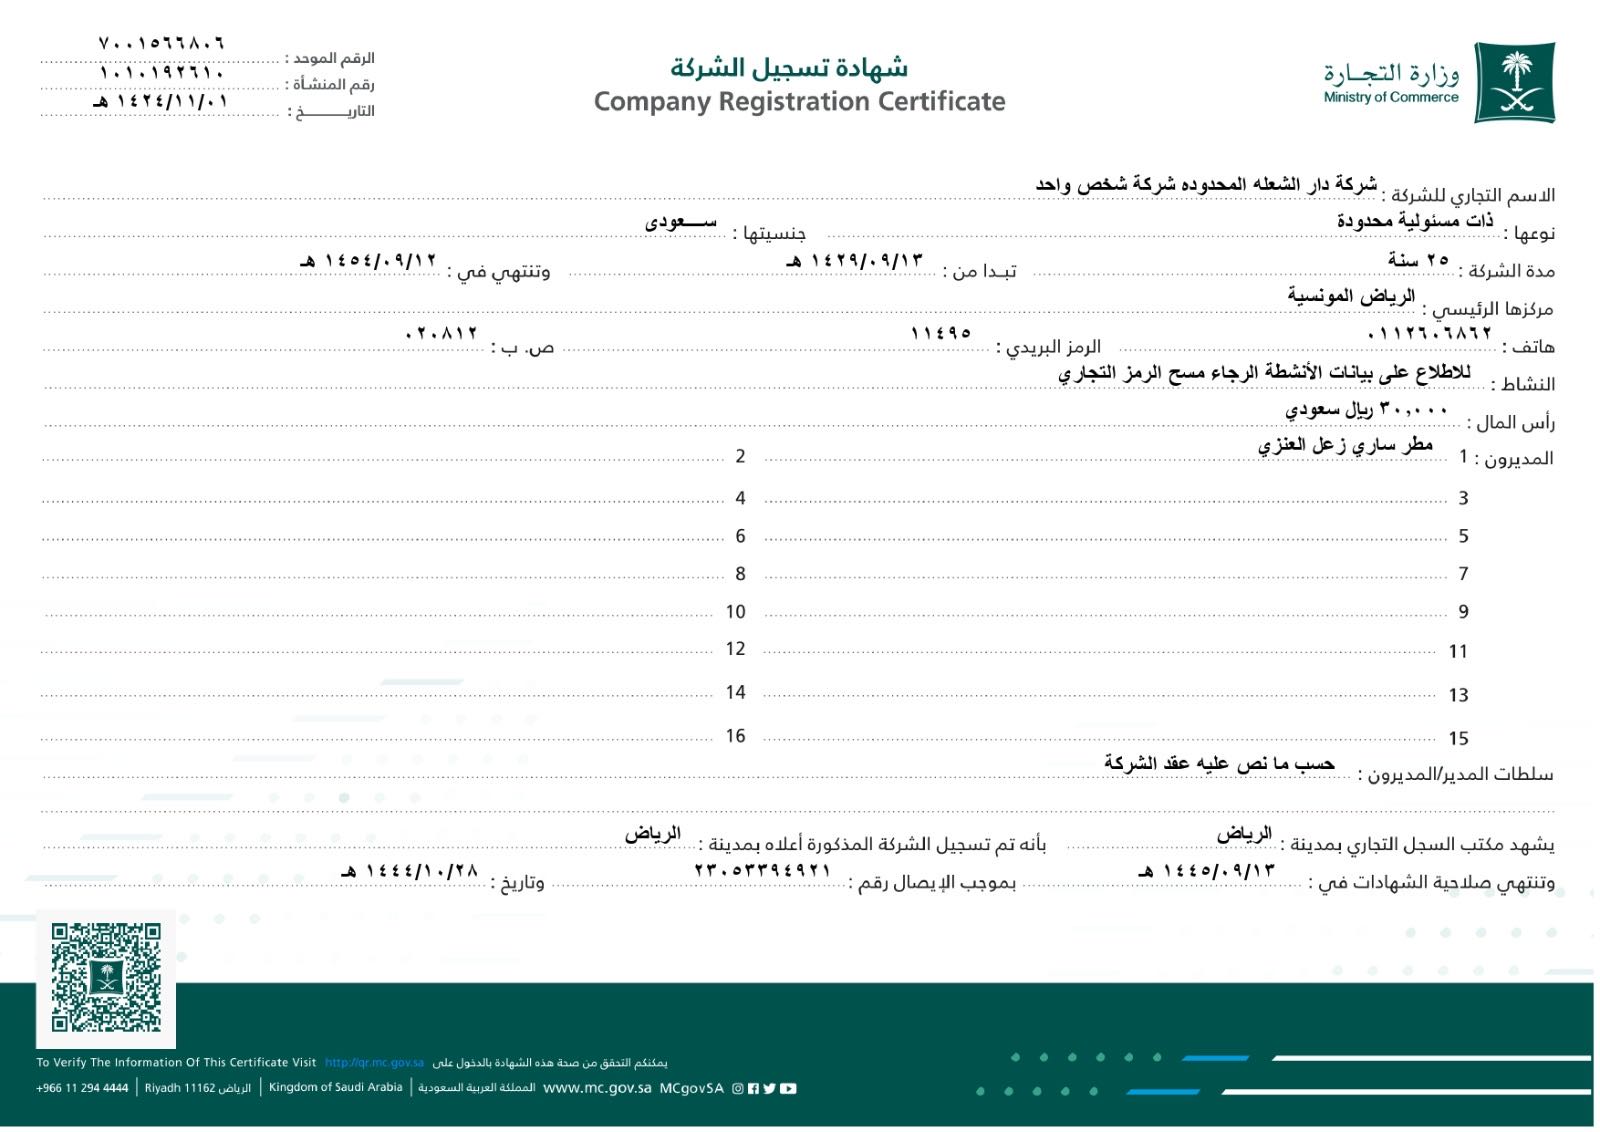 وزارة التجـارة
Ministry of Commerce
شهادة تسجيل الشركة
Company Registration Certificate
الرقم الموحد : ٧٠٠١٥٦٦٨٠٦
رقم المنشأة : ١٠١٠١٩٢٦١٠
التاريـــــــخ : ١٤٢٤/١١/٠١ هـ
الاسم التجاري للشركة : شركة دار الشعله المحدوده شركة شخص واحد
نوعها : ذات مسئولية محدودة جنسيتها : ســـعودى
مدة الشركة : ٢٥ سنة تبـدا من : ١٤٢٩/٠٩/١٣ هـ وتنتهي في : ١٤٥٤/٠٩/١٢ هـ
مركزها الرئيسي : الرياض المونسية
هاتف : ٠١١٢٦٠٦٨٦٢ الرمز البريدي : ١١٤٩٥ ص. ب : ٠٢٠٨١٢
النشاط : للاطلاع على بيانات الأنشطة الرجاء مسح الرمز التجاري
رأس المال : ٣٠,٠٠٠ ريال سعودي
المديرون : 1 مطر ساري زعل العنزي 2
3 4
5 6
7 8
9 10
11 12
13 14
15 16
سلطات المدير/المديرون : حسب ما نص عليه عقد الشركة
يشهد مكتب السجل التجاري بمدينة : الرياض بأنه تم تسجيل الشركة المذكورة أعلاه بمدينة : الرياض
وتنتهي صلاحية الشهادات في : ١٤٤٥/٠٩/١٣ هـ بموجب الإيصال رقم : ٢٣٠٥٣٣٩٤٩٢١ وتاريخ : ١٤٤٤/١٠/٢٨ هـ
To Verify The Information Of This Certificate Visit http://qr.mc.gov.sa يمكنكم التحقق من صحة هذه الشهادة بالدخول على
+966 11 294 4444 | Riyadh 11162 الرياض | Kingdom of Saudi Arabia | المملكة العربية السعودية www.mc.gov.sa MCgovSA